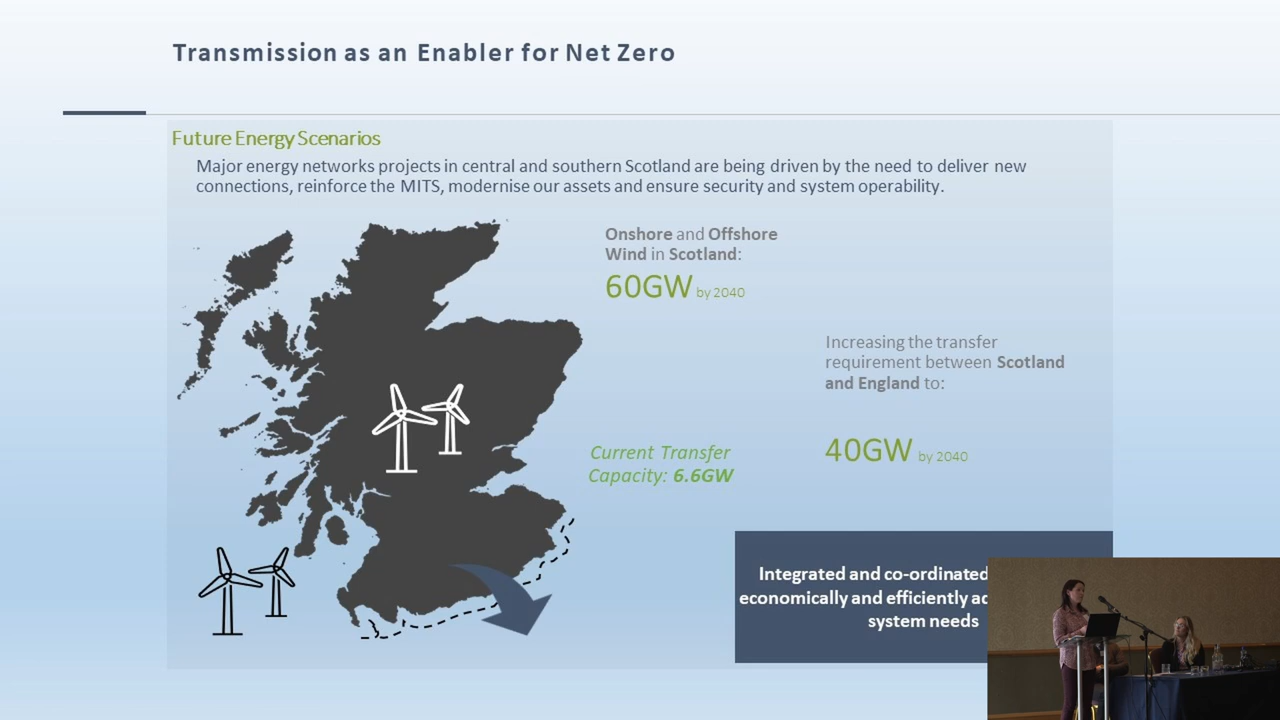 Transmission as an Enabler for Net Zero
Future Energy Scenarios
Major energy networks projects in central and southern Scotland are being driven by the need to deliver new
connections, reinforce the MITS, modernise our assets and ensure security and system operability.
Onshore and Offshore
Wind in Scotland:
60GW by 2040
Increasing the transfer
requirement between Scotland
and England to:
40GW by 2040
Current Transfer
Capacity: 6.6GW
Integrated and co-ordinated
economically and efficiently
system needs